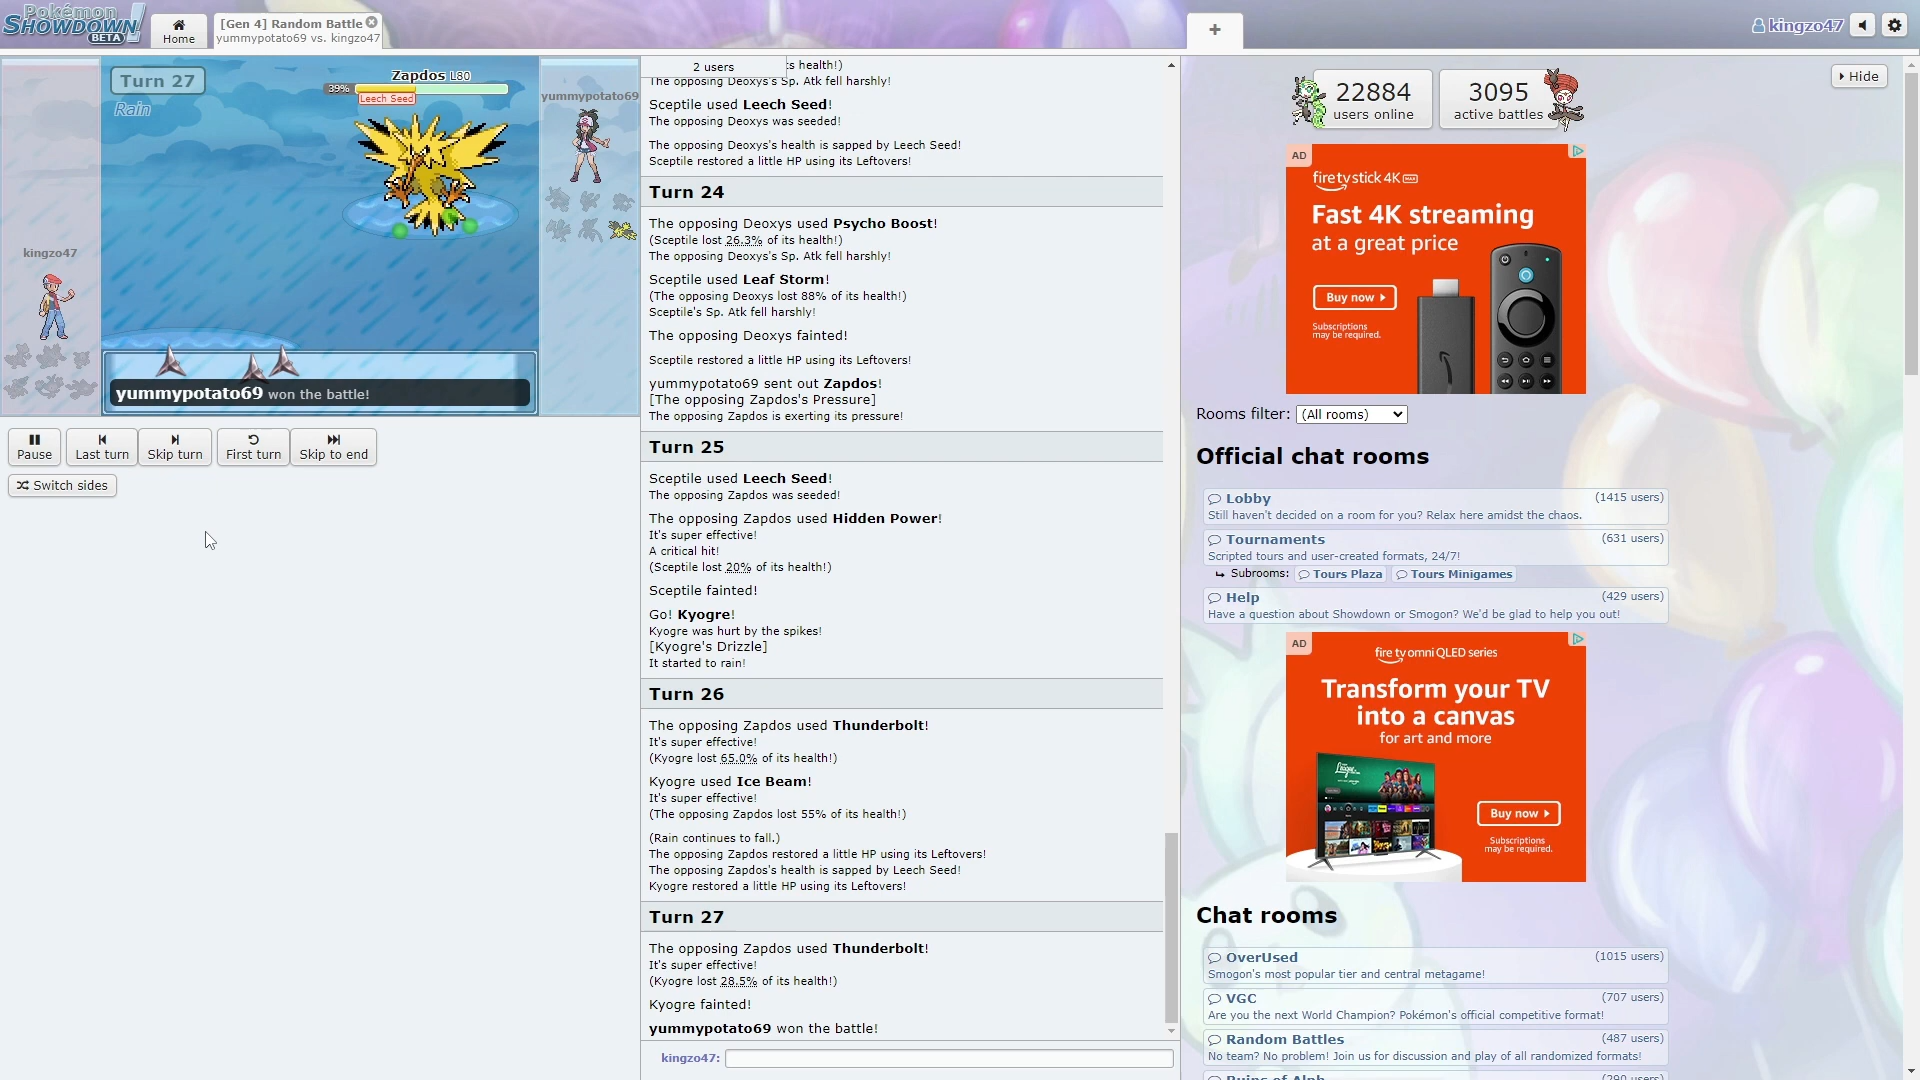 Pokémon
SHOWDOWN!
BETA
Home
[Gen 4] Random Battle
yummypotato69 vs. kingzo47
+
kingzo47
Turn 27
Rain
Zapdos L80
39%
Leech Seed
yummypotato69
kingzo47
yummypotato69 won the battle!
Pause
Last turn
Skip turn
First turn
Skip to end
Switch sides
2 users
s health!)
The opposing Deoxys's Sp. Atk fell harshly!
Sceptile used Leech Seed!
The opposing Deoxys was seeded!
The opposing Deoxys's health is sapped by Leech Seed!
Sceptile restored a little HP using its Leftovers!
Turn 24
The opposing Deoxys used Psycho Boost!
(Sceptile lost 26.3% of its health!)
The opposing Deoxys's Sp. Atk fell harshly!
Sceptile used Leaf Storm!
(The opposing Deoxys lost 88% of its health!)
Sceptile's Sp. Atk fell harshly!
The opposing Deoxys fainted!
Sceptile restored a little HP using its Leftovers!
yummypotato69 sent out Zapdos!
[The opposing Zapdos's Pressure]
The opposing Zapdos is exerting its pressure!
Turn 25
Sceptile used Leech Seed!
The opposing Zapdos was seeded!
The opposing Zapdos used Hidden Power!
It's super effective!
A critical hit!
(Sceptile lost 20% of its health!)
Sceptile fainted!
Go! Kyogre!
Kyogre was hurt by the spikes!
[Kyogre's Drizzle]
It started to rain!
Turn 26
The opposing Zapdos used Thunderbolt!
It's super effective!
(Kyogre lost 65.0% of its health!)
Kyogre used Ice Beam!
It's super effective!
(The opposing Zapdos lost 55% of its health!)
(Rain continues to fall.)
The opposing Zapdos restored a little HP using its Leftovers!
The opposing Zapdos's health is sapped by Leech Seed!
Kyogre restored a little HP using its Leftovers!
Turn 27
The opposing Zapdos used Thunderbolt!
It's super effective!
(Kyogre lost 28.5% of its health!)
Kyogre fainted!
yummypotato69 won the battle!
kingzo47:
Hide
22884
users online
3095
active battles
AD
fire tv stick 4K MAX
Fast 4K streaming
at a great price
Buy now
Subscriptions
may be required.
Rooms filter: (All rooms)
Official chat rooms
Lobby (1415 users)
Still haven't decided on a room for you? Relax here amidst the chaos.
Tournaments (631 users)
Scripted tours and user-created formats, 24/7!
Subrooms: Tours Plaza Tours Minigames
Help (429 users)
Have a question about Showdown or Smogon? We'd be glad to help you out!
AD
fire tv omni QLED series
Transform your TV
into a canvas
for art and more
Buy now
Subscriptions
may be required.
Chat rooms
OverUsed (1015 users)
Smogon's most popular tier and central metagame!
VGC (707 users)
Are you the next World Champion? Pokémon's official competitive format!
Random Battles (487 users)
No team? No problem! Join us for discussion and play of all randomized formats!
Ruins of Alph (290 users)